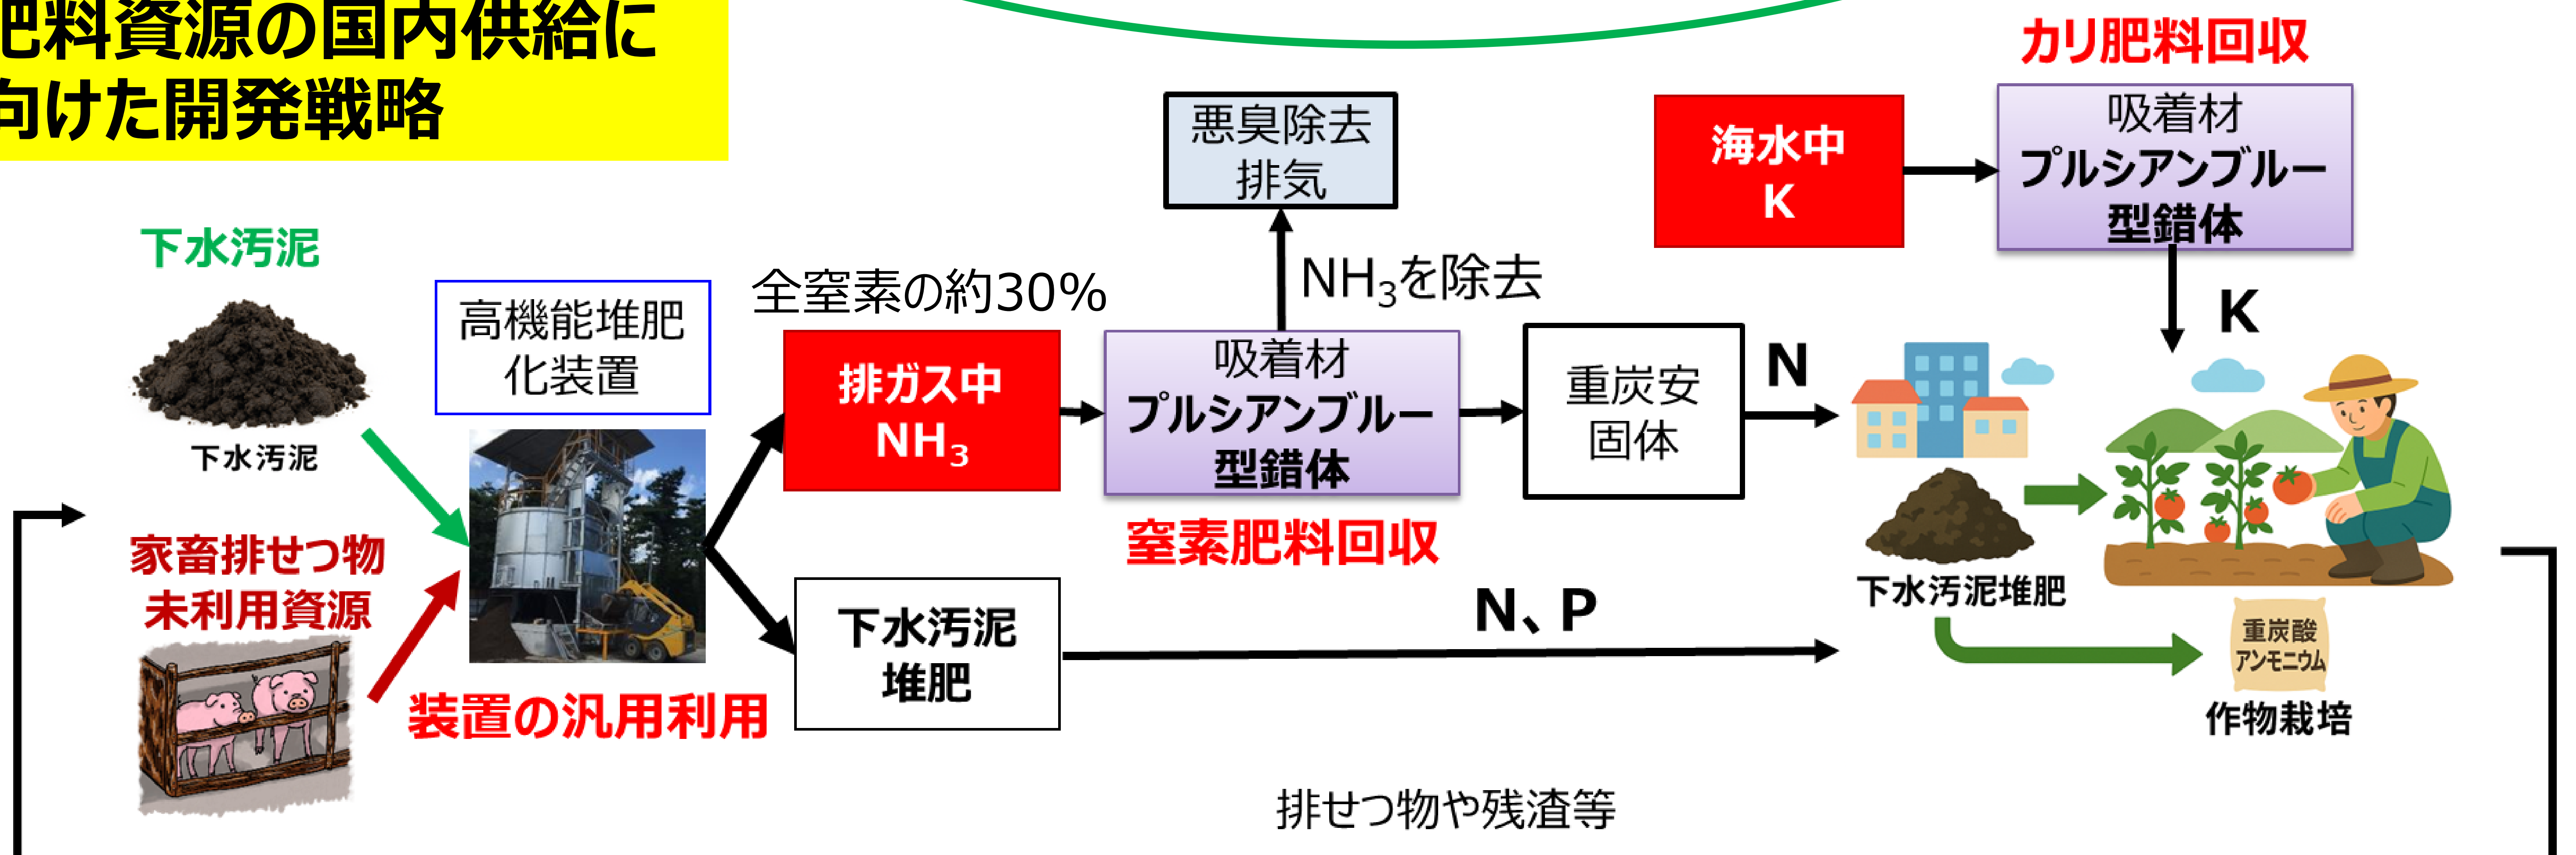 肥料資源の国内供給に
向けた開発戦略
カリ肥料回収
悪臭除去
排気
海水中
K
吸着材
プルシアンブルー
型錯体
下水汚泥
高機能堆肥
化装置
全窒素の約30%
NH₃を除去
K
排ガス中
NH₃
吸着材
プルシアンブルー
型錯体
重炭安
固体
N
下水汚泥
家畜排せつ物
未利用資源
窒素肥料回収
下水汚泥
堆肥
N、P
下水汚泥堆肥
重炭酸
アンモニウム
作物栽培
装置の汎用利用
排せつ物や残渣等